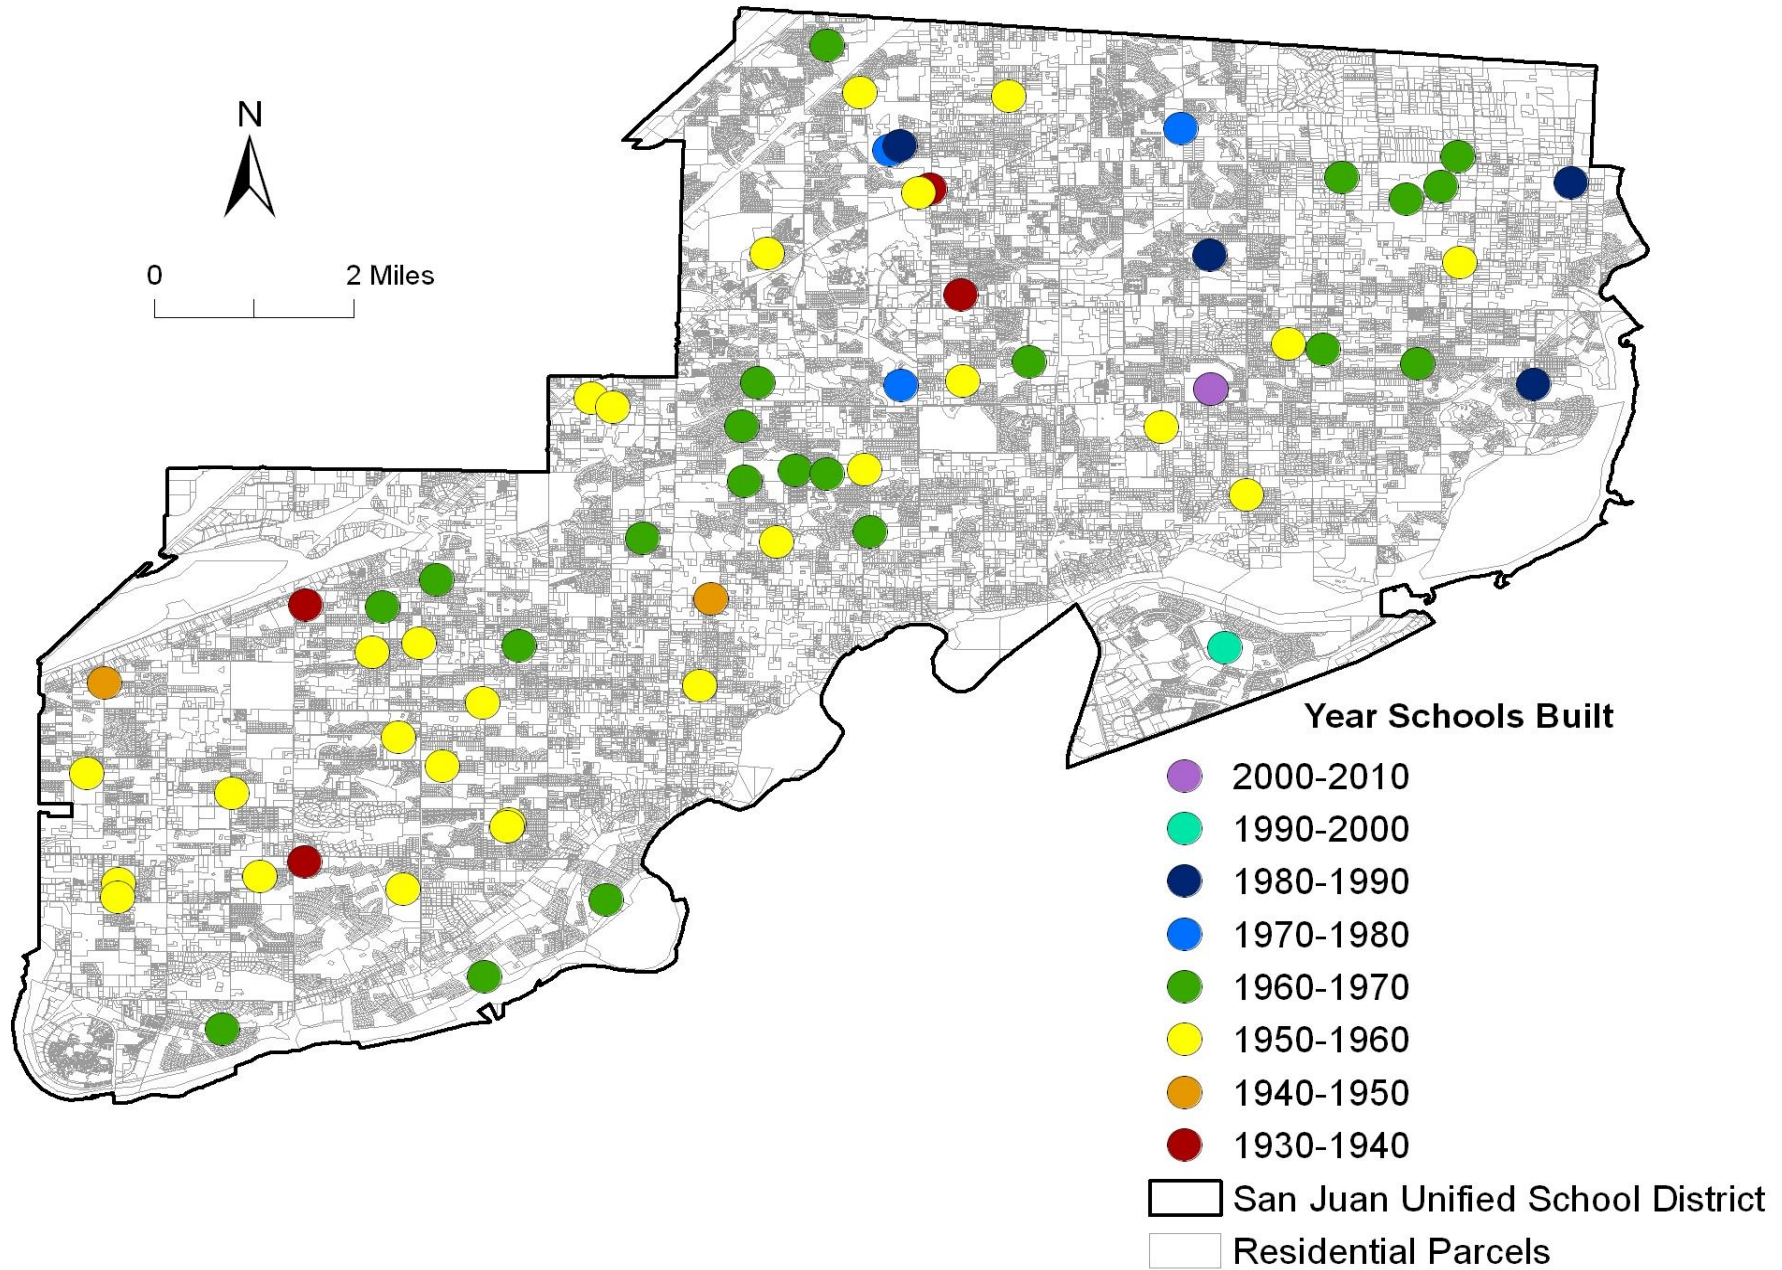 N
0 2 Miles
Year Schools Built
2000-2010
1990-2000
1980-1990
1970-1980
1960-1970
1950-1960
1940-1950
1930-1940
San Juan Unified School District
Residential Parcels